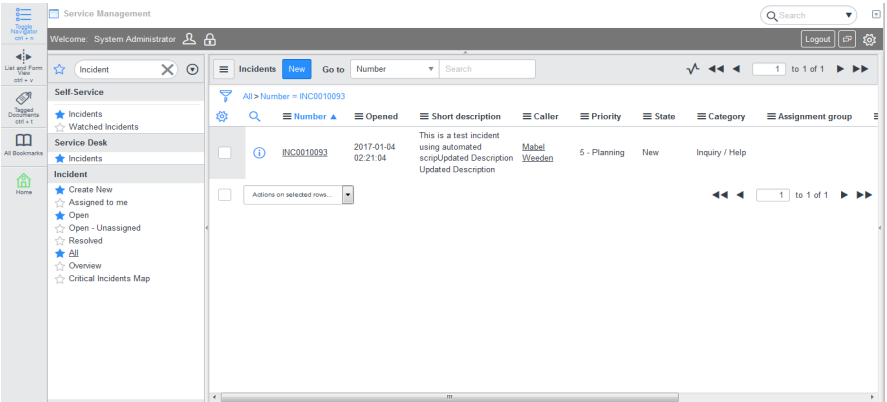 Service Management
Search
Toggle
Navigator
ctrl + n
Welcome: System Administrator
Logout
List and Form
View
ctrl + v
Incident
Incidents New Go to Number Search
1 to 1 of 1
Self-Service
All > Number = INC0010093
Tagged
Documents
ctrl + t
Incidents
Watched Incidents
Number ▲ Opened Short description Caller Priority State Category Assignment group
Service Desk
Incidents
All Bookmarks
INC0010093
2017-01-04
02:21:04
This is a test incident
using automated
scripUpdated Description
Updated Description
Mabel
Weeden
5 - Planning
New
Inquiry / Help
Incident
Home
Create New
Assigned to me
Open
Open - Unassigned
Resolved
All
Overview
Critical Incidents Map
Actions on selected rows...
1 to 1 of 1